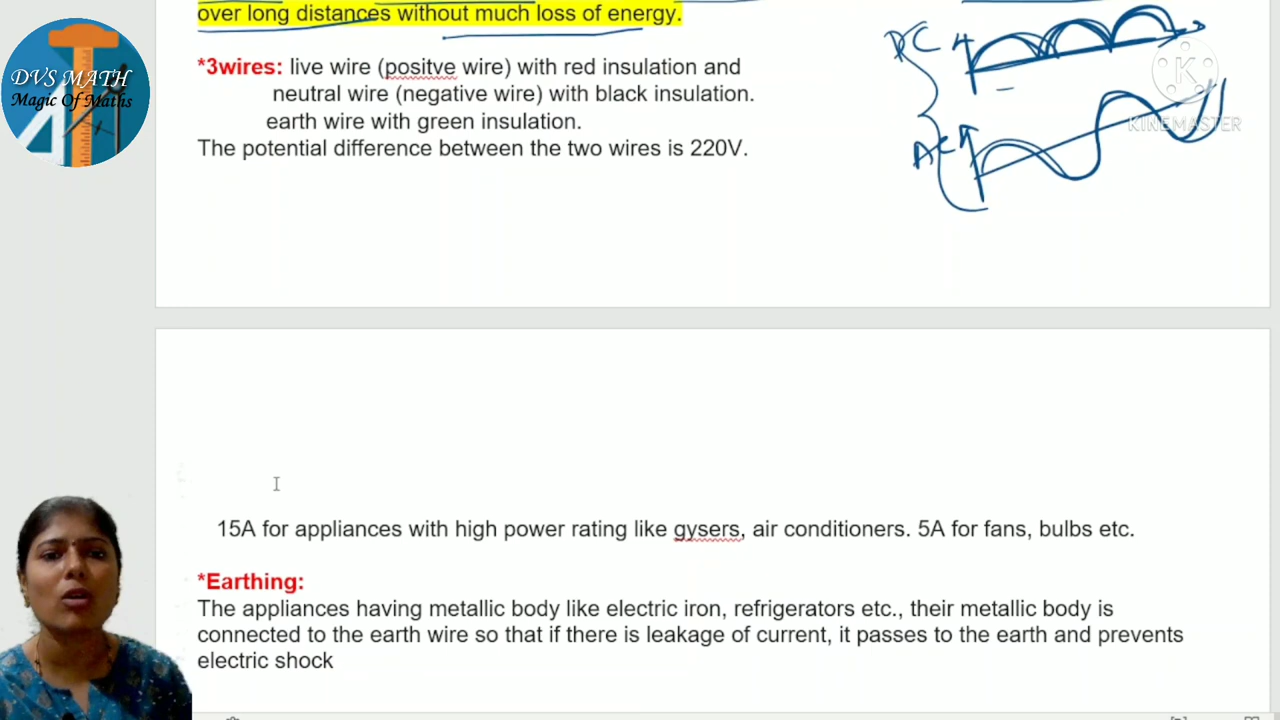 over long distances without much loss of energy.
DVS MATH
Magic Of Maths
DC
K
KINEMASTER
AC
*3wires: live wire (positve wire) with red insulation and
neutral wire (negative wire) with black insulation.
earth wire with green insulation.
The potential difference between the two wires is 220V.
15A for appliances with high power rating like gysers, air conditioners. 5A for fans, bulbs etc.
*Earthing:
The appliances having metallic body like electric iron, refrigerators etc., their metallic body is
connected to the earth wire so that if there is leakage of current, it passes to the earth and prevents
electric shock